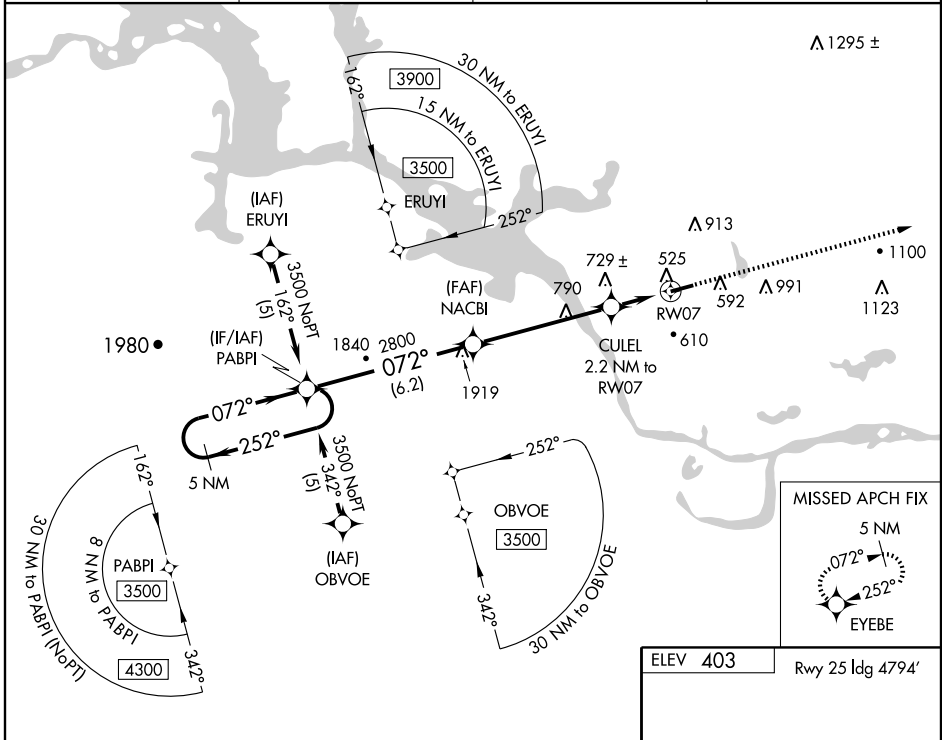 1295 ±
30 NM to ERUYI
3900
162°
15 NM to ERUYI
3500
ERUYI
252°
(IAF)
ERUYI
3500 NoPT
162°
(5)
913
1100
729 ±
525
(FAF)
NACBI
790
592
991
1123
RW07
610
(IF/IAF)
PABPI
1980
1840
2800
072°
(6.2)
1919
CULEL
2.2 NM to
RW07
072°
252°
5 NM
3500 NoPT
342°
(5)
(IAF)
OBVOE
252°
OBVOE
3500
342°
30 NM to OBVOE
162°
PABPI
3500
8 NM to PABPI
30 NM to PABPI (NoPT)
4300
342°
MISSED APCH FIX
5 NM
072°
252°
EYEBE
ELEV 403
Rwy 25 ldg 4794'